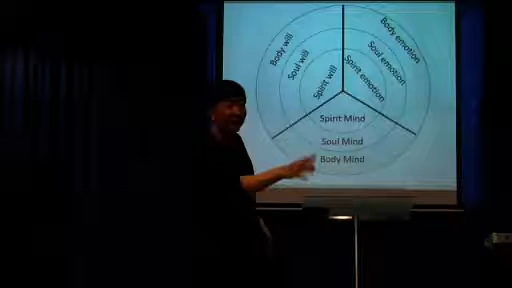 Body will
Soul will
Spirit will
Body emotion
Soul emotion
Spirit emotion
Spirit Mind
Soul Mind
Body Mind